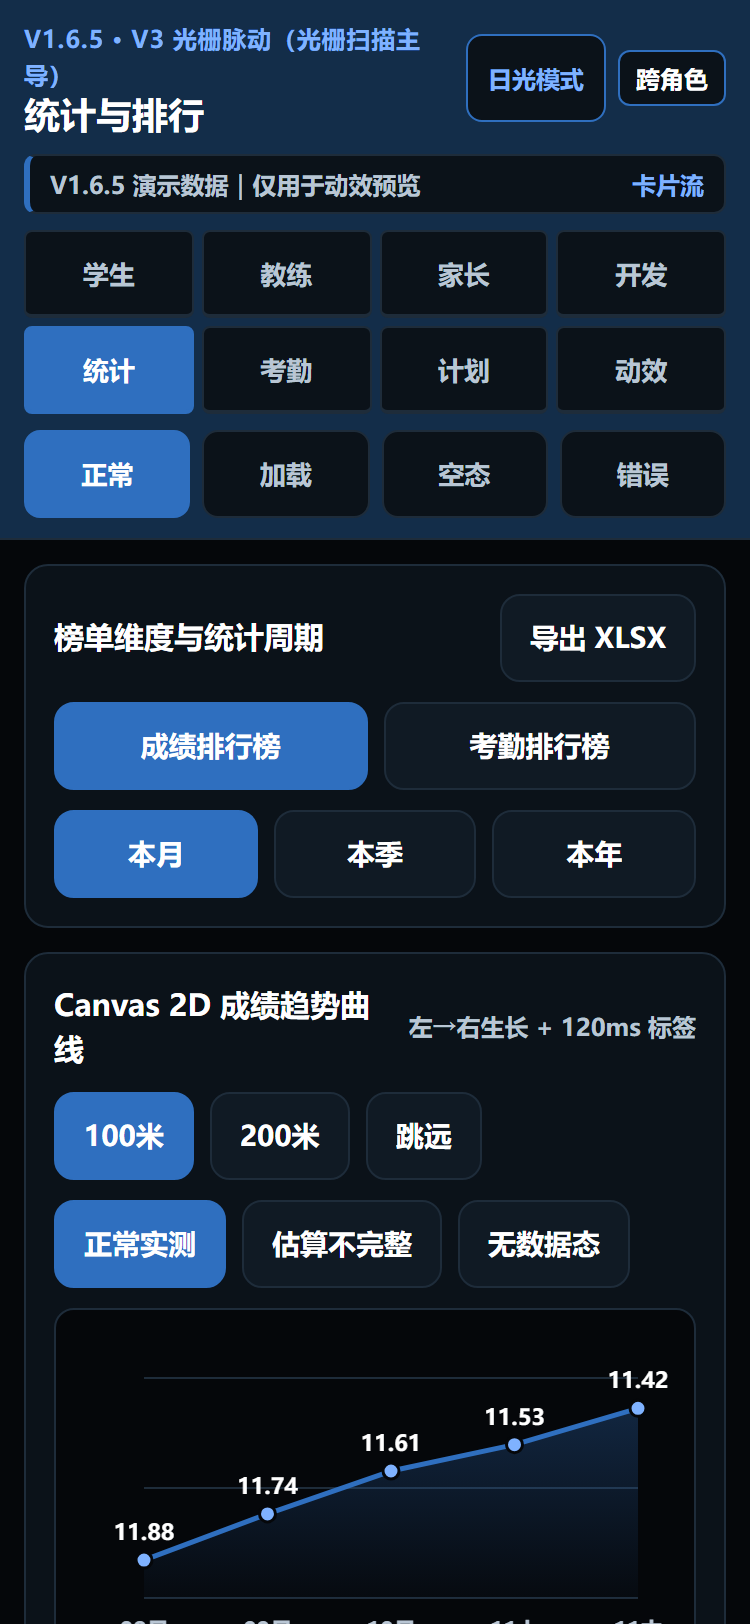 V1.6.5 • V3 光栅脉动（光栅扫描主
导）
统计与排行
日光模式
跨角色
V1.6.5 演示数据 | 仅用于动效预览
卡片流
学生
教练
家长
开发
统计
考勤
计划
动效
正常
加载
空态
错误
榜单维度与统计周期
导出 XLSX
成绩排行榜
考勤排行榜
本月
本季
本年
Canvas 2D 成绩趋势曲
线
左→右生长 + 120ms 标签
100米
200米
跳远
正常实测
估算不完整
无数据态
11.42
11.53
11.61
11.74
11.88